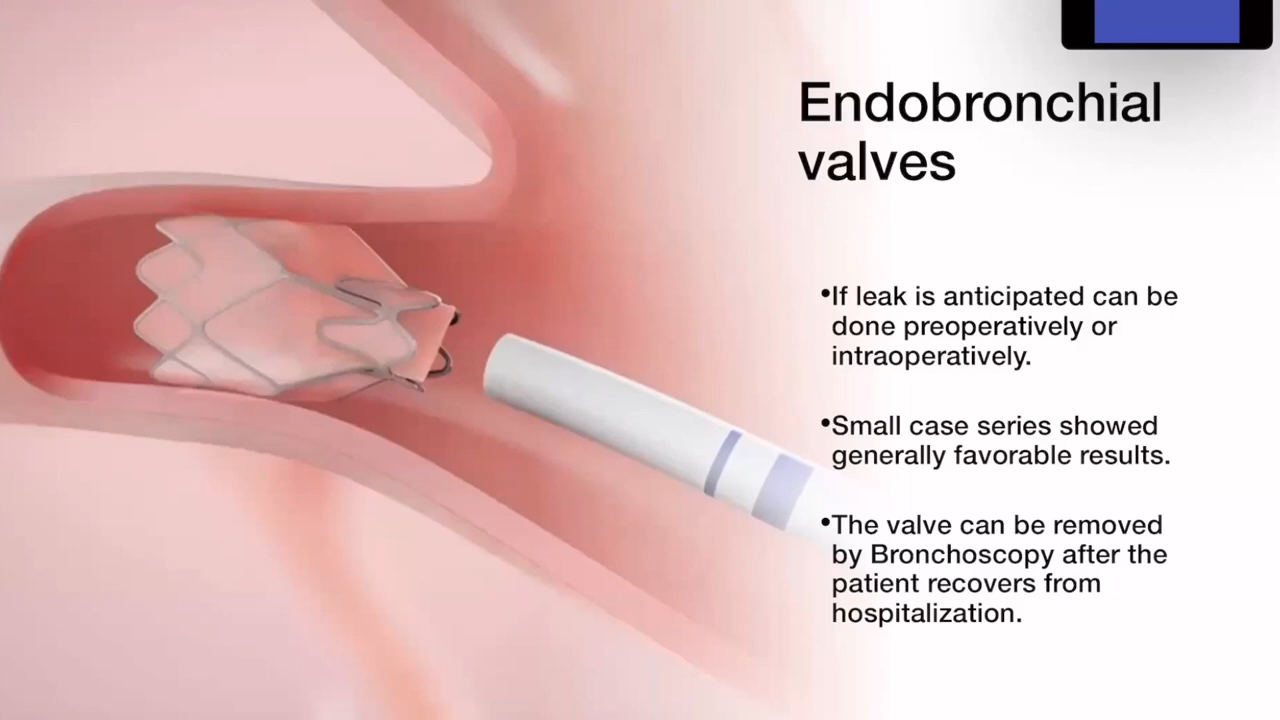 Endobronchial
valves
•If leak is anticipated can be
done preoperatively or
intraoperatively.
•Small case series showed
generally favorable results.
•The valve can be removed
by Bronchoscopy after the
patient recovers from
hospitalization.